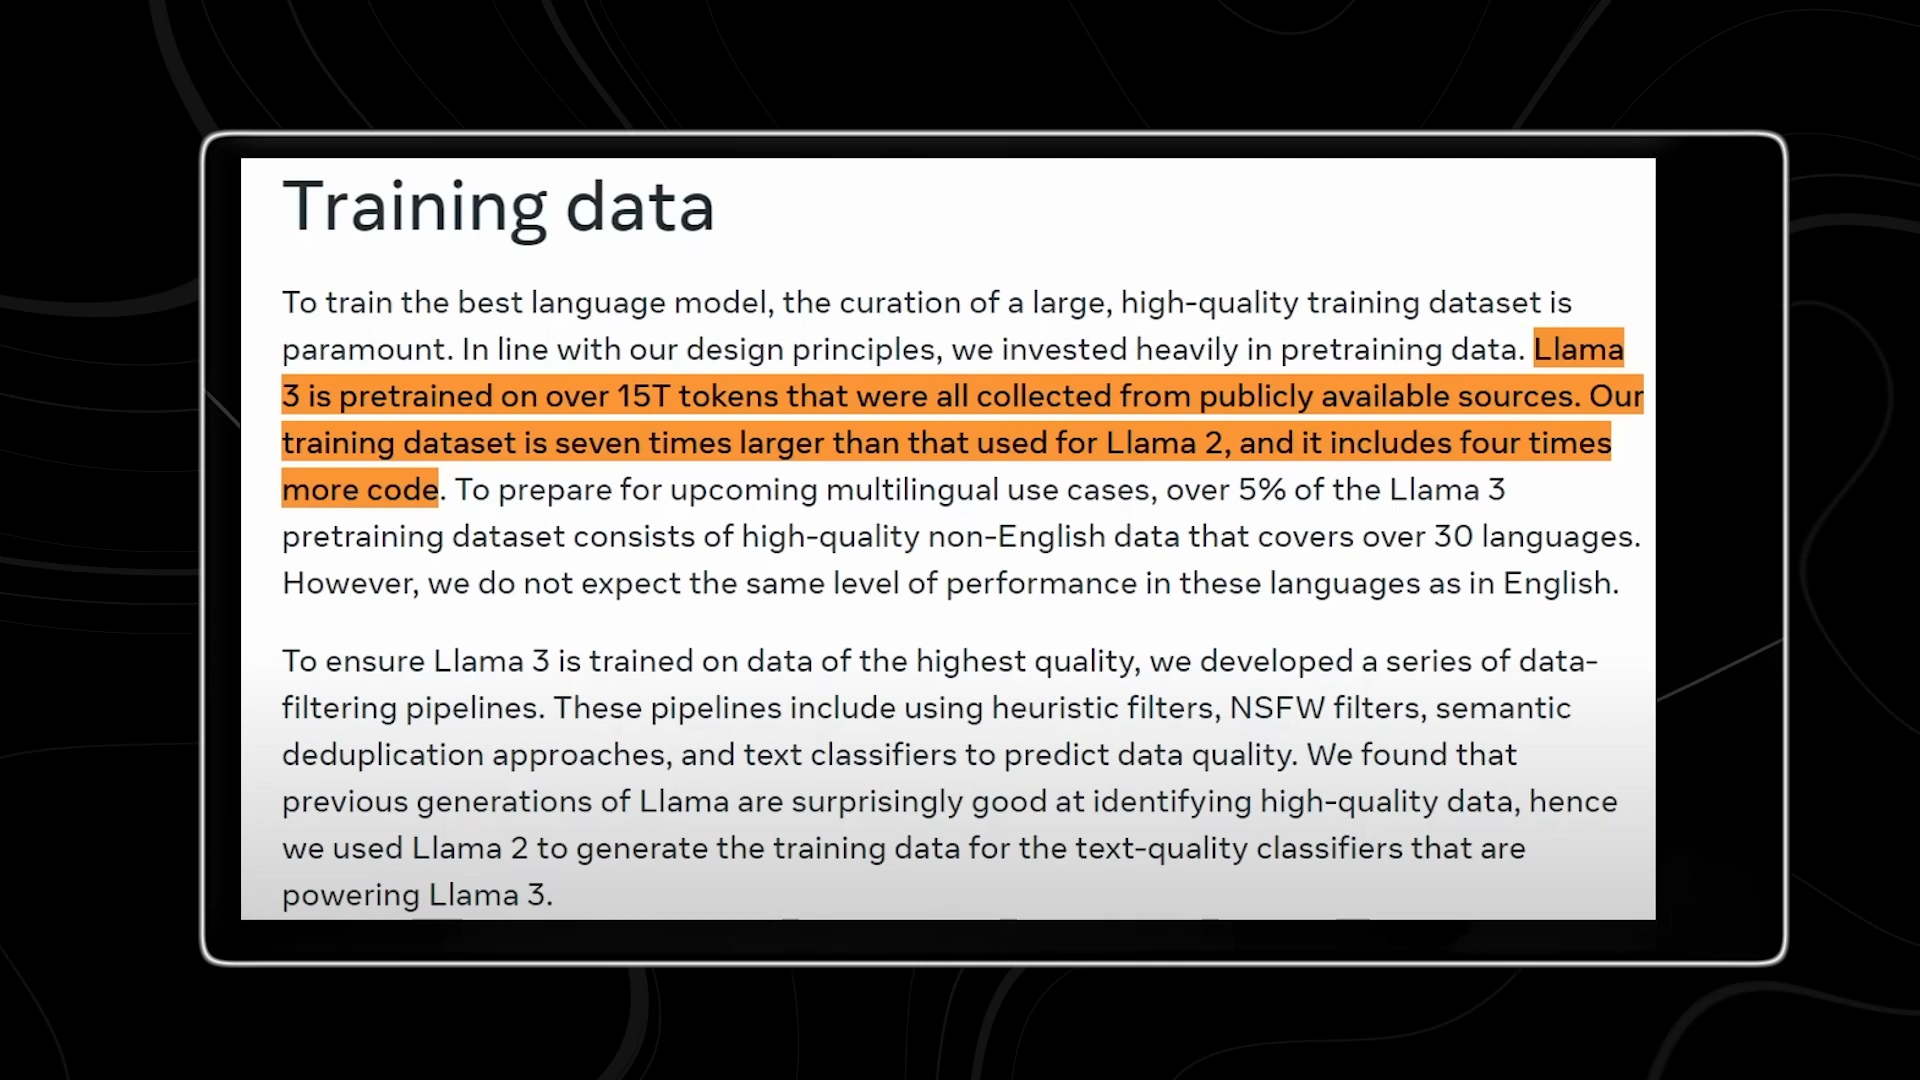 Training data
To train the best language model, the curation of a large, high-quality training dataset is
paramount. In line with our design principles, we invested heavily in pretraining data. Llama
3 is pretrained on over 15T tokens that were all collected from publicly available sources. Our
training dataset is seven times larger than that used for Llama 2, and it includes four times
more code. To prepare for upcoming multilingual use cases, over 5% of the Llama 3
pretraining dataset consists of high-quality non-English data that covers over 30 languages.
However, we do not expect the same level of performance in these languages as in English.
To ensure Llama 3 is trained on data of the highest quality, we developed a series of data-
filtering pipelines. These pipelines include using heuristic filters, NSFW filters, semantic
deduplication approaches, and text classifiers to predict data quality. We found that
previous generations of Llama are surprisingly good at identifying high-quality data, hence
we used Llama 2 to generate the training data for the text-quality classifiers that are
powering Llama 3.